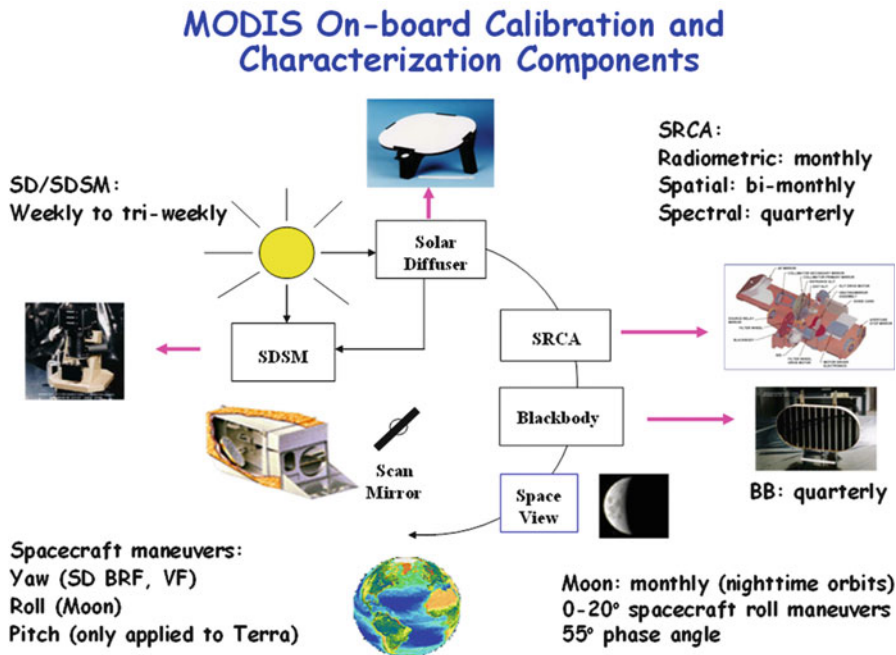 MODIS On-board Calibration and
Characterization Components
SD/SDSM:
Weekly to tri-weekly
SRCA:
Radiometric: monthly
Spatial: bi-monthly
Spectral: quarterly
Solar
Diffuser
SDSM
SRCA
Blackbody
Scan
Mirror
Space
View
BB: quarterly
Spacecraft maneuvers:
Yaw (SD BRF, VF)
Roll (Moon)
Pitch (only applied to Terra)
Moon: monthly (nighttime orbits)
0-20° spacecraft roll maneuvers
55° phase angle